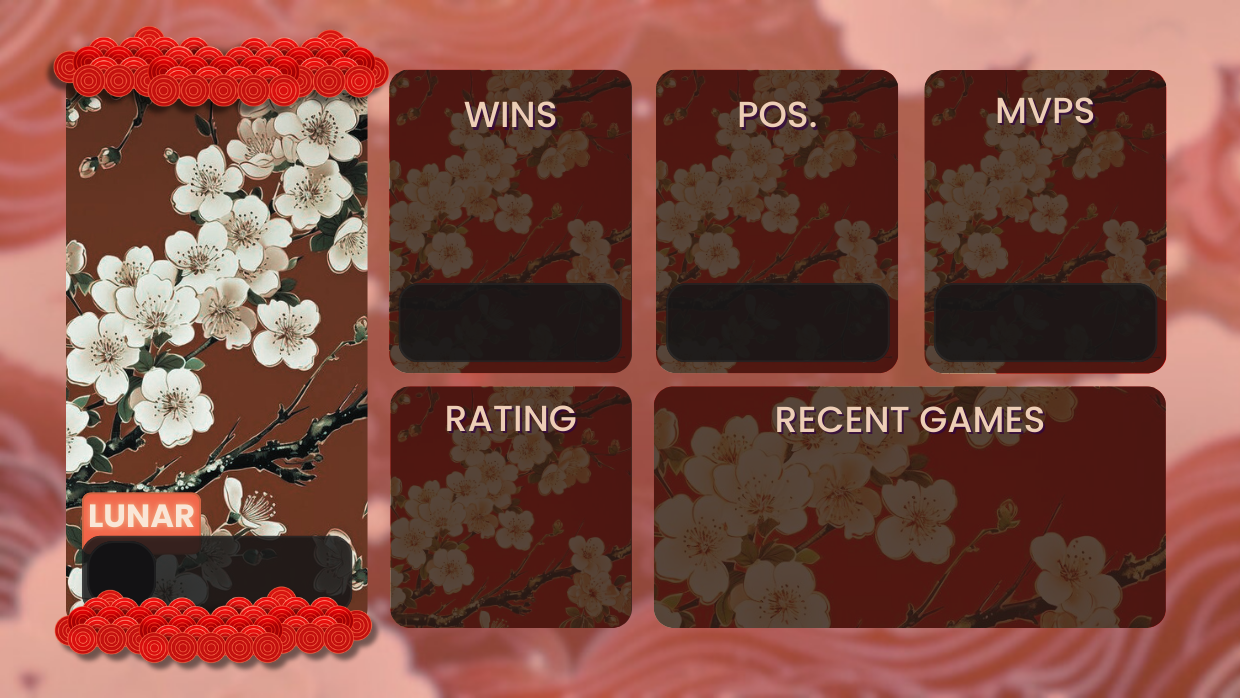 WINS
POS.
MVPS
RATING
RECENT GAMES
LUNAR